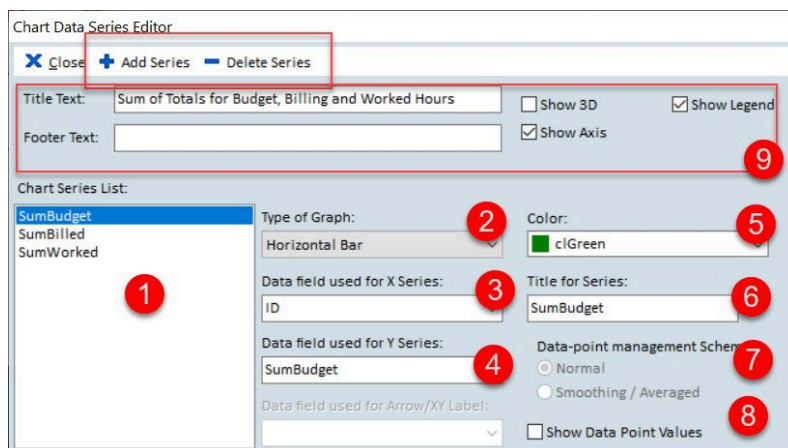 Chart Data Series Editor
Close Add Series Delete Series
Title Text: Sum of Totals for Budget, Billing and Worked Hours Show 3D Show Legend
Footer Text: Show Axis
9
Chart Series List:
SumBudget
SumBilled
SumWorked
1
Type of Graph: 2
Horizontal Bar
Color: 5
clGreen
Data field used for X Series: 3
ID
Title for Series: 6
SumBudget
Data field used for Y Series: 4
SumBudget
Data-point management Schem 7
Normal
Smoothing / Averaged
8
Data field used for Arrow/XY Label:
Show Data Point Values